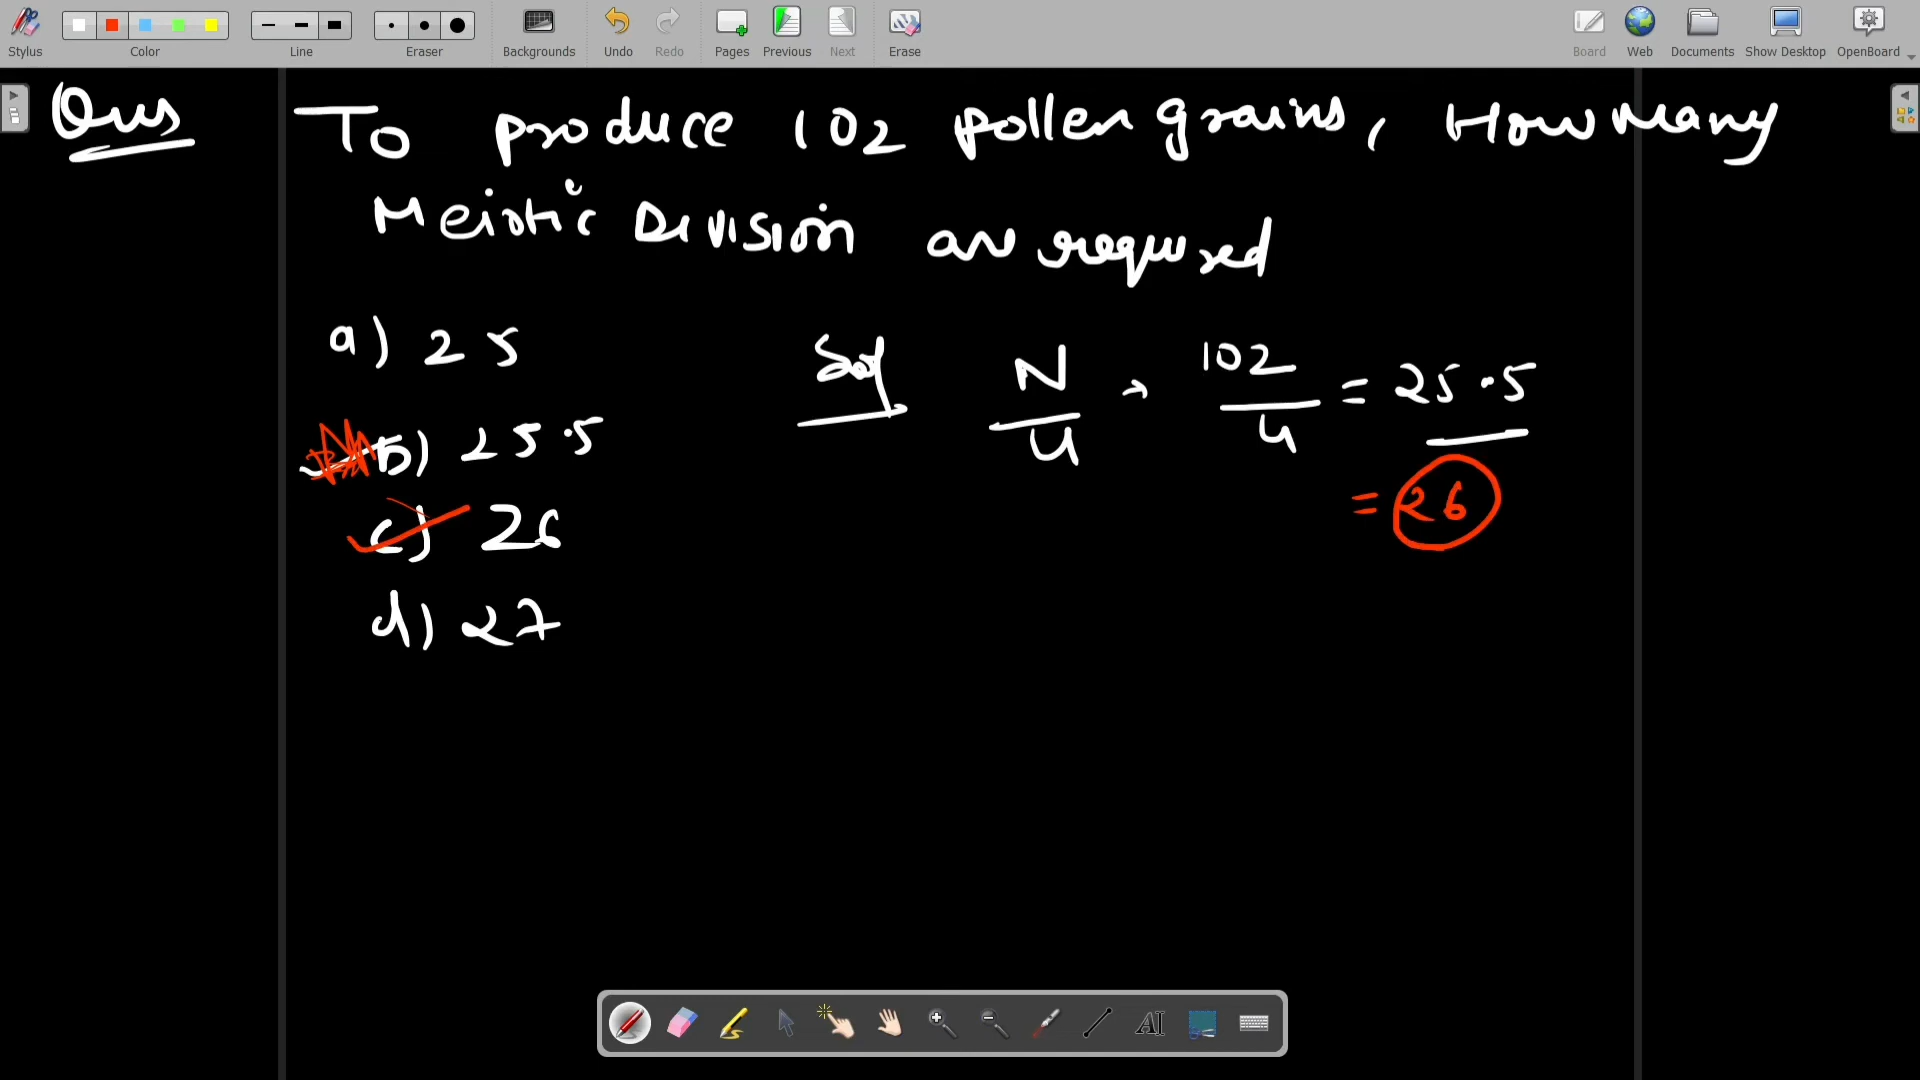 Stylus Color Line Eraser Backgrounds Undo Redo Pages Previous Next Erase Board Web Documents Show Desktop OpenBoard
Ques To produce 102 pollen grains, How Many
Meiotic Division are required
a) 25
b) 25.5
c) 26
d) 27
Sol N/4 → 102/4 = 25.5
= 26